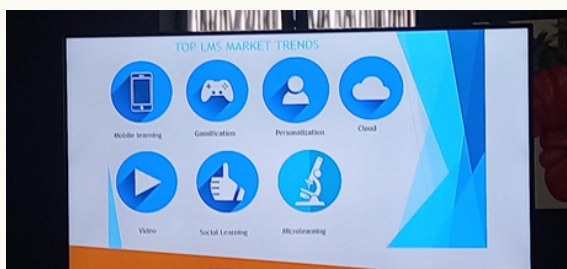 TOP LMS MARKET TRENDS
Mobile learning
Gamification
Personalization
Cloud
Video
Social Learning
Microlearning